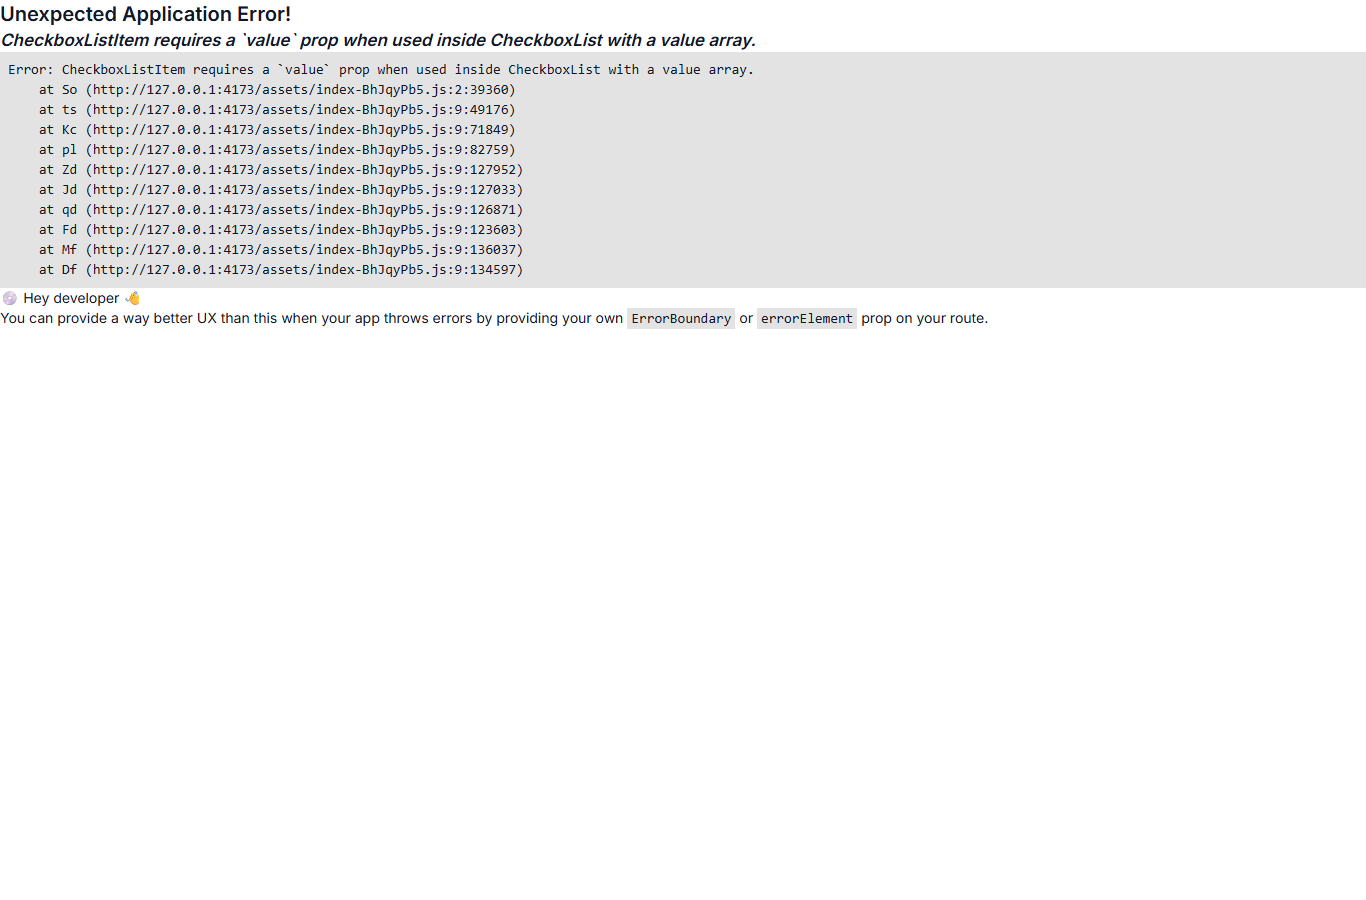 Unexpected Application Error!
CheckboxListItem requires a `value` prop when used inside CheckboxList with a value array.
Error: CheckboxListItem requires a `value` prop when used inside CheckboxList with a value array.
    at So (http://127.0.0.1:4173/assets/index-BhJqyPb5.js:2:39360)
    at ts (http://127.0.0.1:4173/assets/index-BhJqyPb5.js:9:49176)
    at Kc (http://127.0.0.1:4173/assets/index-BhJqyPb5.js:9:71849)
    at pl (http://127.0.0.1:4173/assets/index-BhJqyPb5.js:9:82759)
    at Zd (http://127.0.0.1:4173/assets/index-BhJqyPb5.js:9:127952)
    at Jd (http://127.0.0.1:4173/assets/index-BhJqyPb5.js:9:127033)
    at qd (http://127.0.0.1:4173/assets/index-BhJqyPb5.js:9:126871)
    at Fd (http://127.0.0.1:4173/assets/index-BhJqyPb5.js:9:123603)
    at Mf (http://127.0.0.1:4173/assets/index-BhJqyPb5.js:9:136037)
    at Df (http://127.0.0.1:4173/assets/index-BhJqyPb5.js:9:134597)
💿 Hey developer 👋
You can provide a way better UX than this when your app throws errors by providing your own ErrorBoundary or errorElement prop on your route.